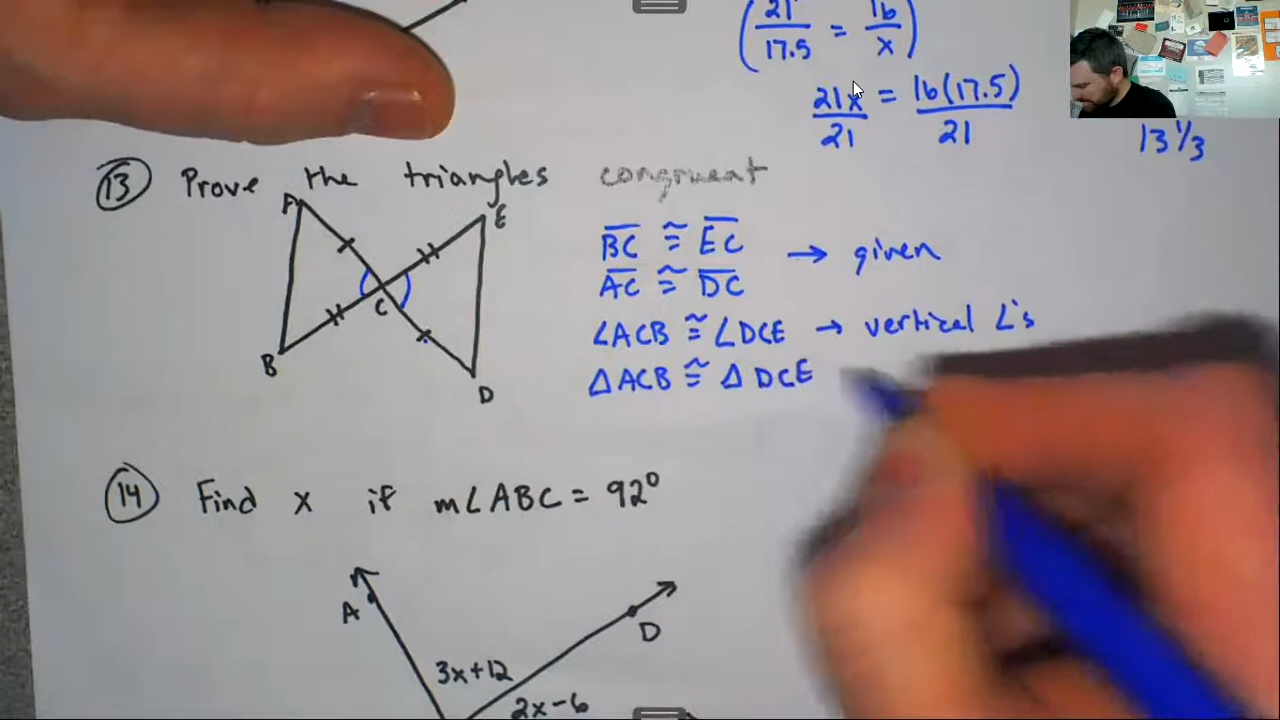 (21/17.5 = 16/x)
21x/21 = 16(17.5)/21
13 1/3
13 Prove the triangles congruent
A
E
C
B
D
BC ≅ EC
AC ≅ DC → given
∠ACB ≅ ∠DCE → vertical ∠'s
△ACB ≅ △DCE
14 Find x if m∠ABC = 92°
A
D
3x+12
2x-6